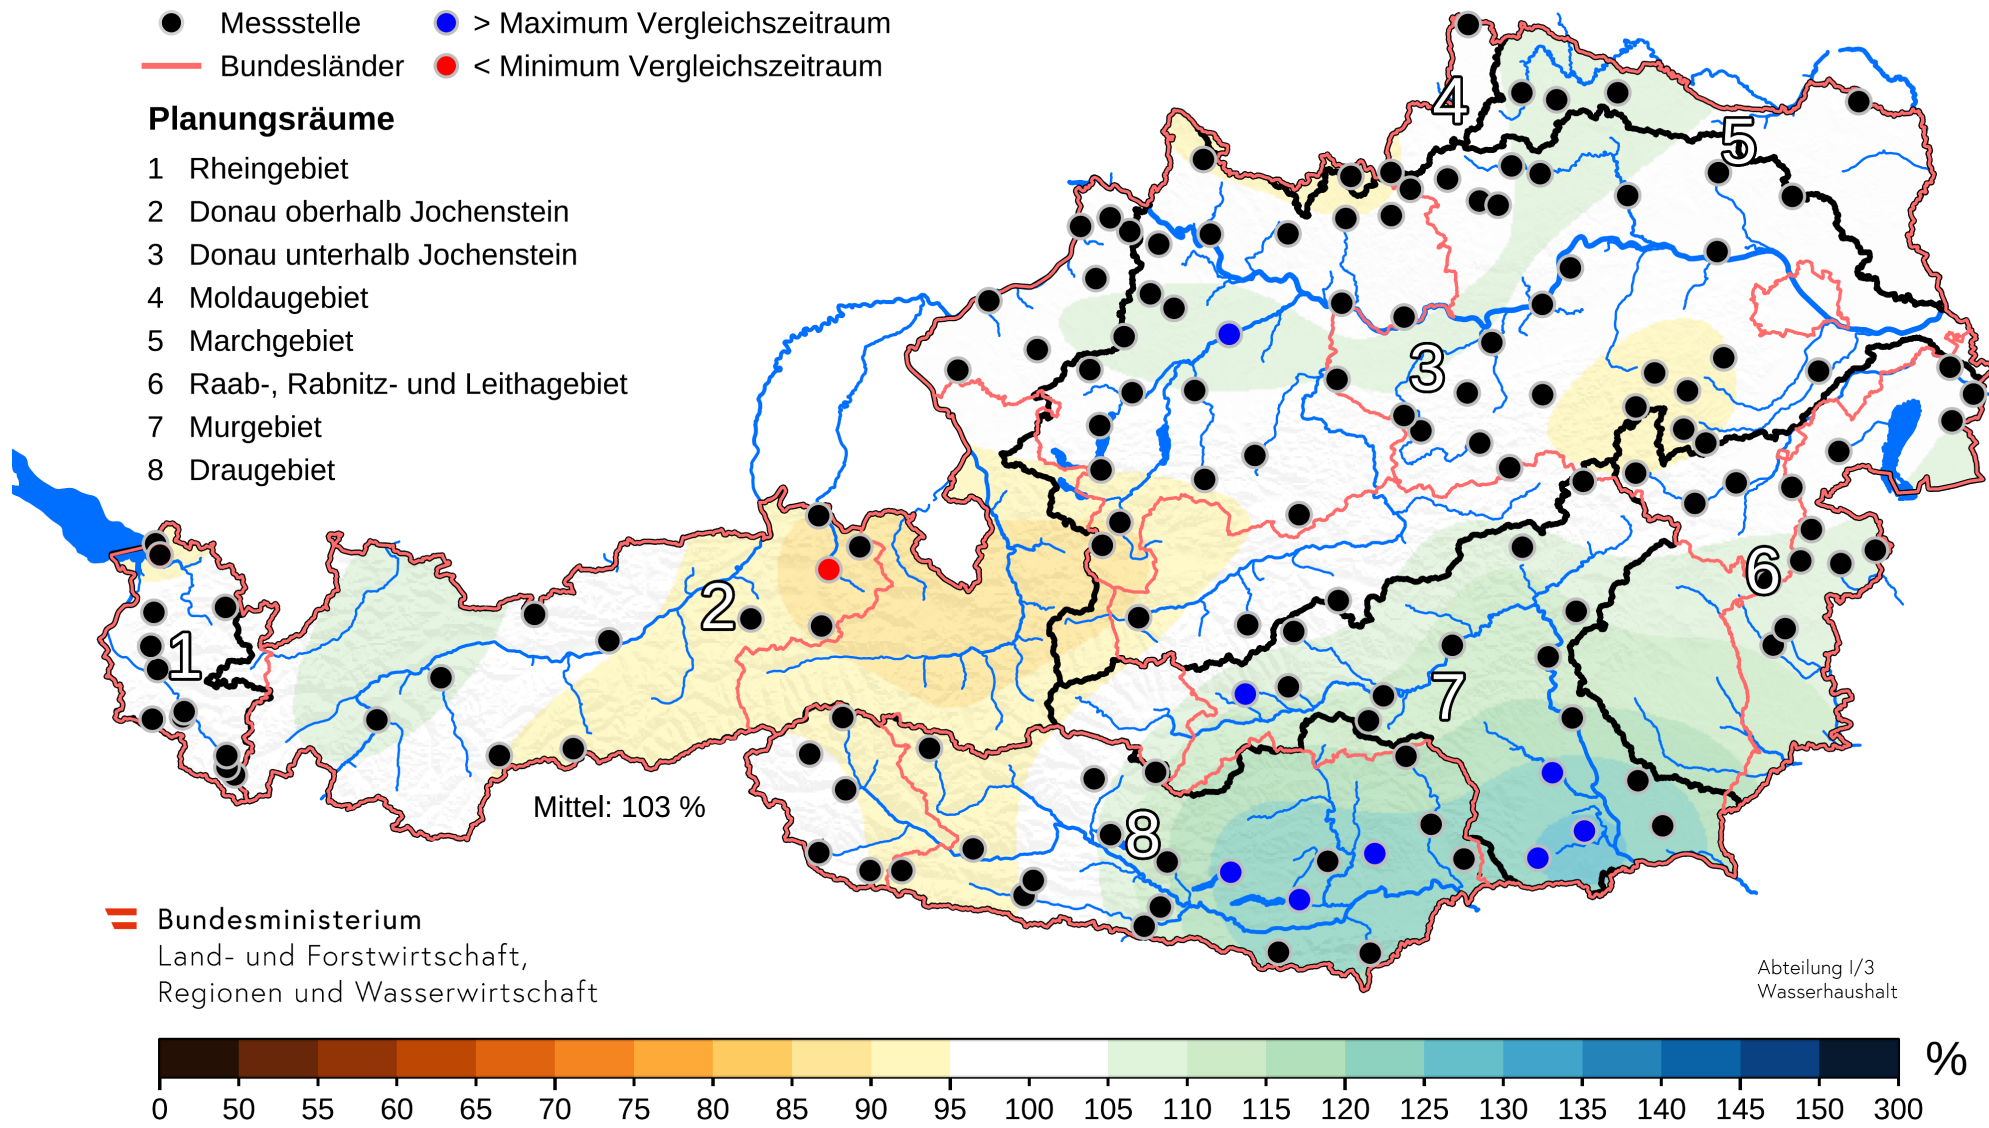 Messstelle
> Maximum Vergleichszeitraum
Bundesländer
< Minimum Vergleichszeitraum
Planungsräume
1 Rheingebiet
2 Donau oberhalb Jochenstein
3 Donau unterhalb Jochenstein
4 Moldaugebiet
5 Marchgebiet
6 Raab-, Rabnitz- und Leithagebiet
7 Murgebiet
8 Draugebiet
4
5
3
6
2
1
7
8
Mittel: 103 %
Bundesministerium
Land- und Forstwirtschaft,
Regionen und Wasserwirtschaft
Abteilung I/3
Wasserhaushalt
%
0 50 55 60 65 70 75 80 85 90 95 100 105 110 115 120 125 130 135 140 145 150 300